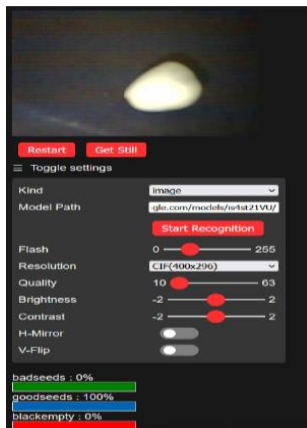 Restart Get Still
☰ Toggle settings
Kind Image
Model Path gle.com/models/is4st21VU/
Start Recognition
Flash 0 255
Resolution CIF(400x296)
Quality 10 63
Brightness -2 2
Contrast -2 2
H-Mirror
V-Flip
badseeds : 0%
goodseeds : 100%
blackempty : 0%